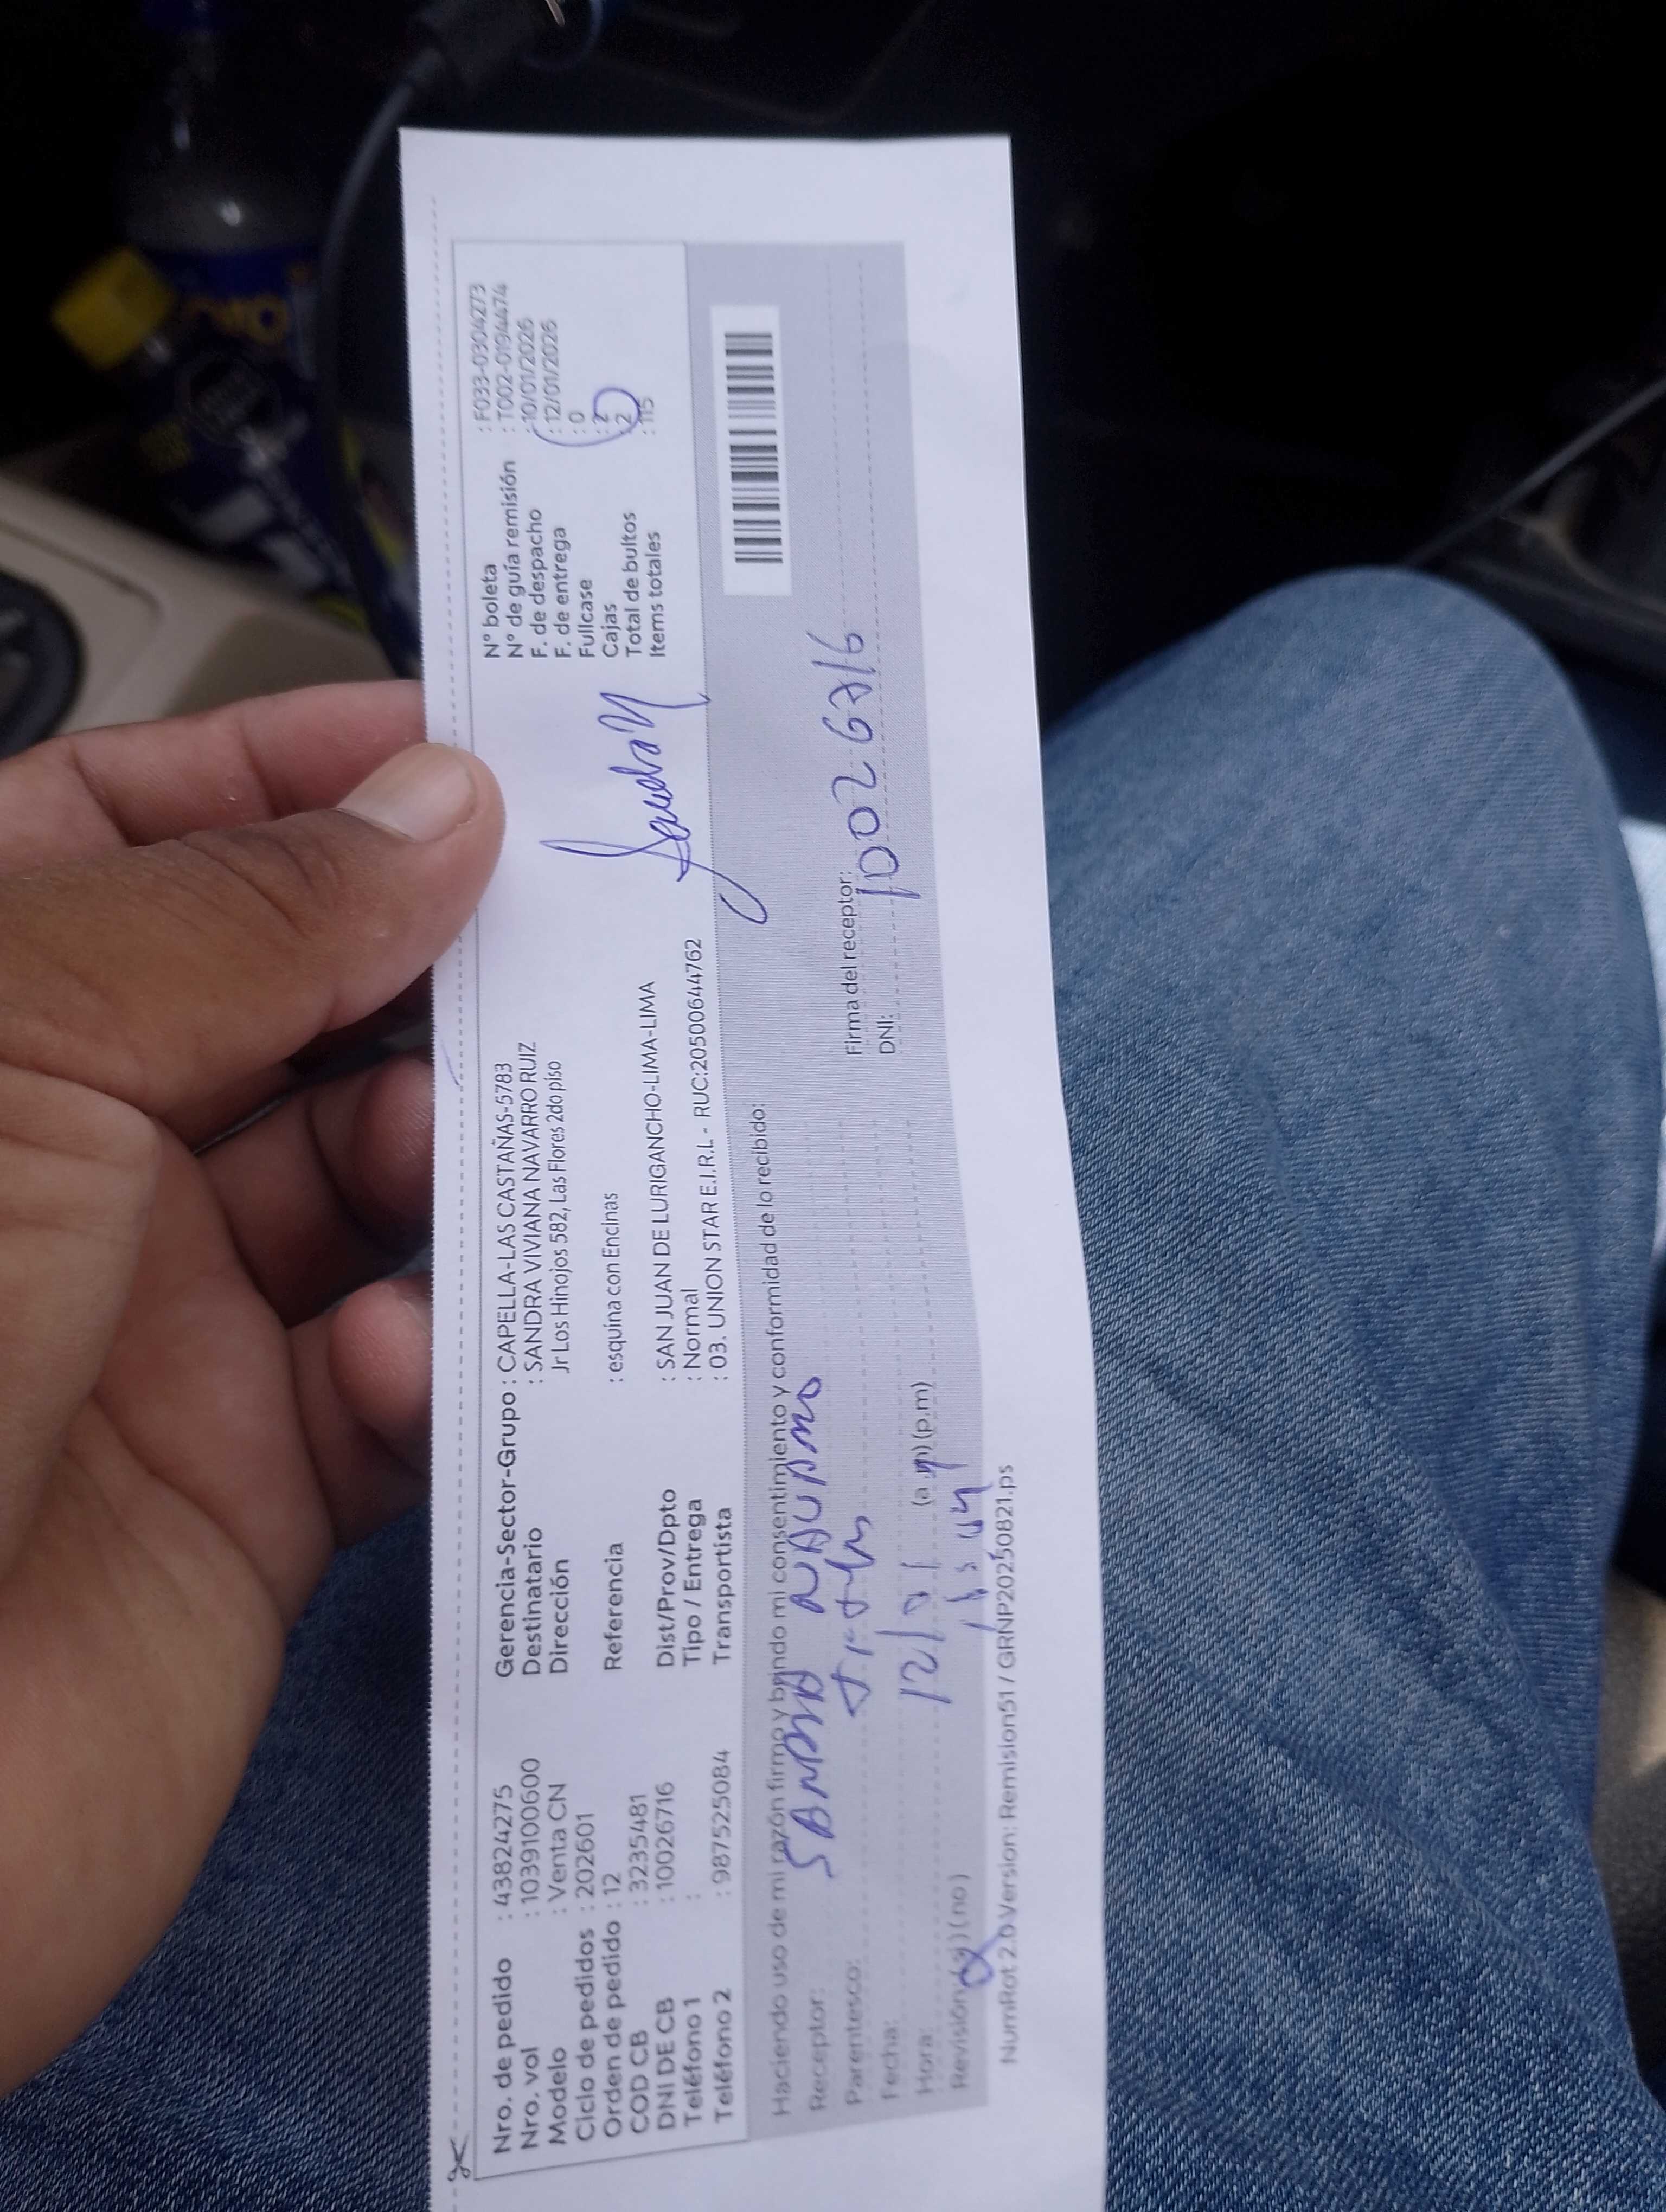 Nro. de pedido : 43824275
Nro. vol : 1039100600
Modelo : Venta CN
Ciclo de pedidos : 202601
Orden de pedido : 12
COD CB : 3235481
DNI DE CB : 10026716
Teléfono 1 :
Teléfono 2 : 987525084
Gerencia-Sector-Grupo : CAPELLA-LAS CASTAÑAS-5783
Destinatario : SANDRA VIVIANA NAVARRO RUIZ
Dirección Jr Los Hinojos 582, Las Flores 2do piso
Referencia : esquina con Encinas
Dist/Prov/Dpto : SAN JUAN DE LURIGANCHO-LIMA-LIMA
Tipo / Entrega : Normal
Transportista : 03. UNION STAR E.I.R.L - RUC:20500644762
N° boleta : F033-0304273
N° de guía remisión : T002-0194474
F. de despacho : 10/01/2026
F. de entrega : 12/01/2026
Fullcase : 0
Cajas : 2
Total de bultos : 2
Items totales : 115
Haciendo uso de mi razón firmo y brindo mi consentimiento y conformidad de lo recibido:
Receptor: SANDRA
Parentesco:
Fecha: 12/01
Hora: (a.m) (p.m)
Revisión (si) (no)
Firma del receptor:
DNI: 10026716
NumRot 2.0 Version: Remision51 / GRNP20250821.ps